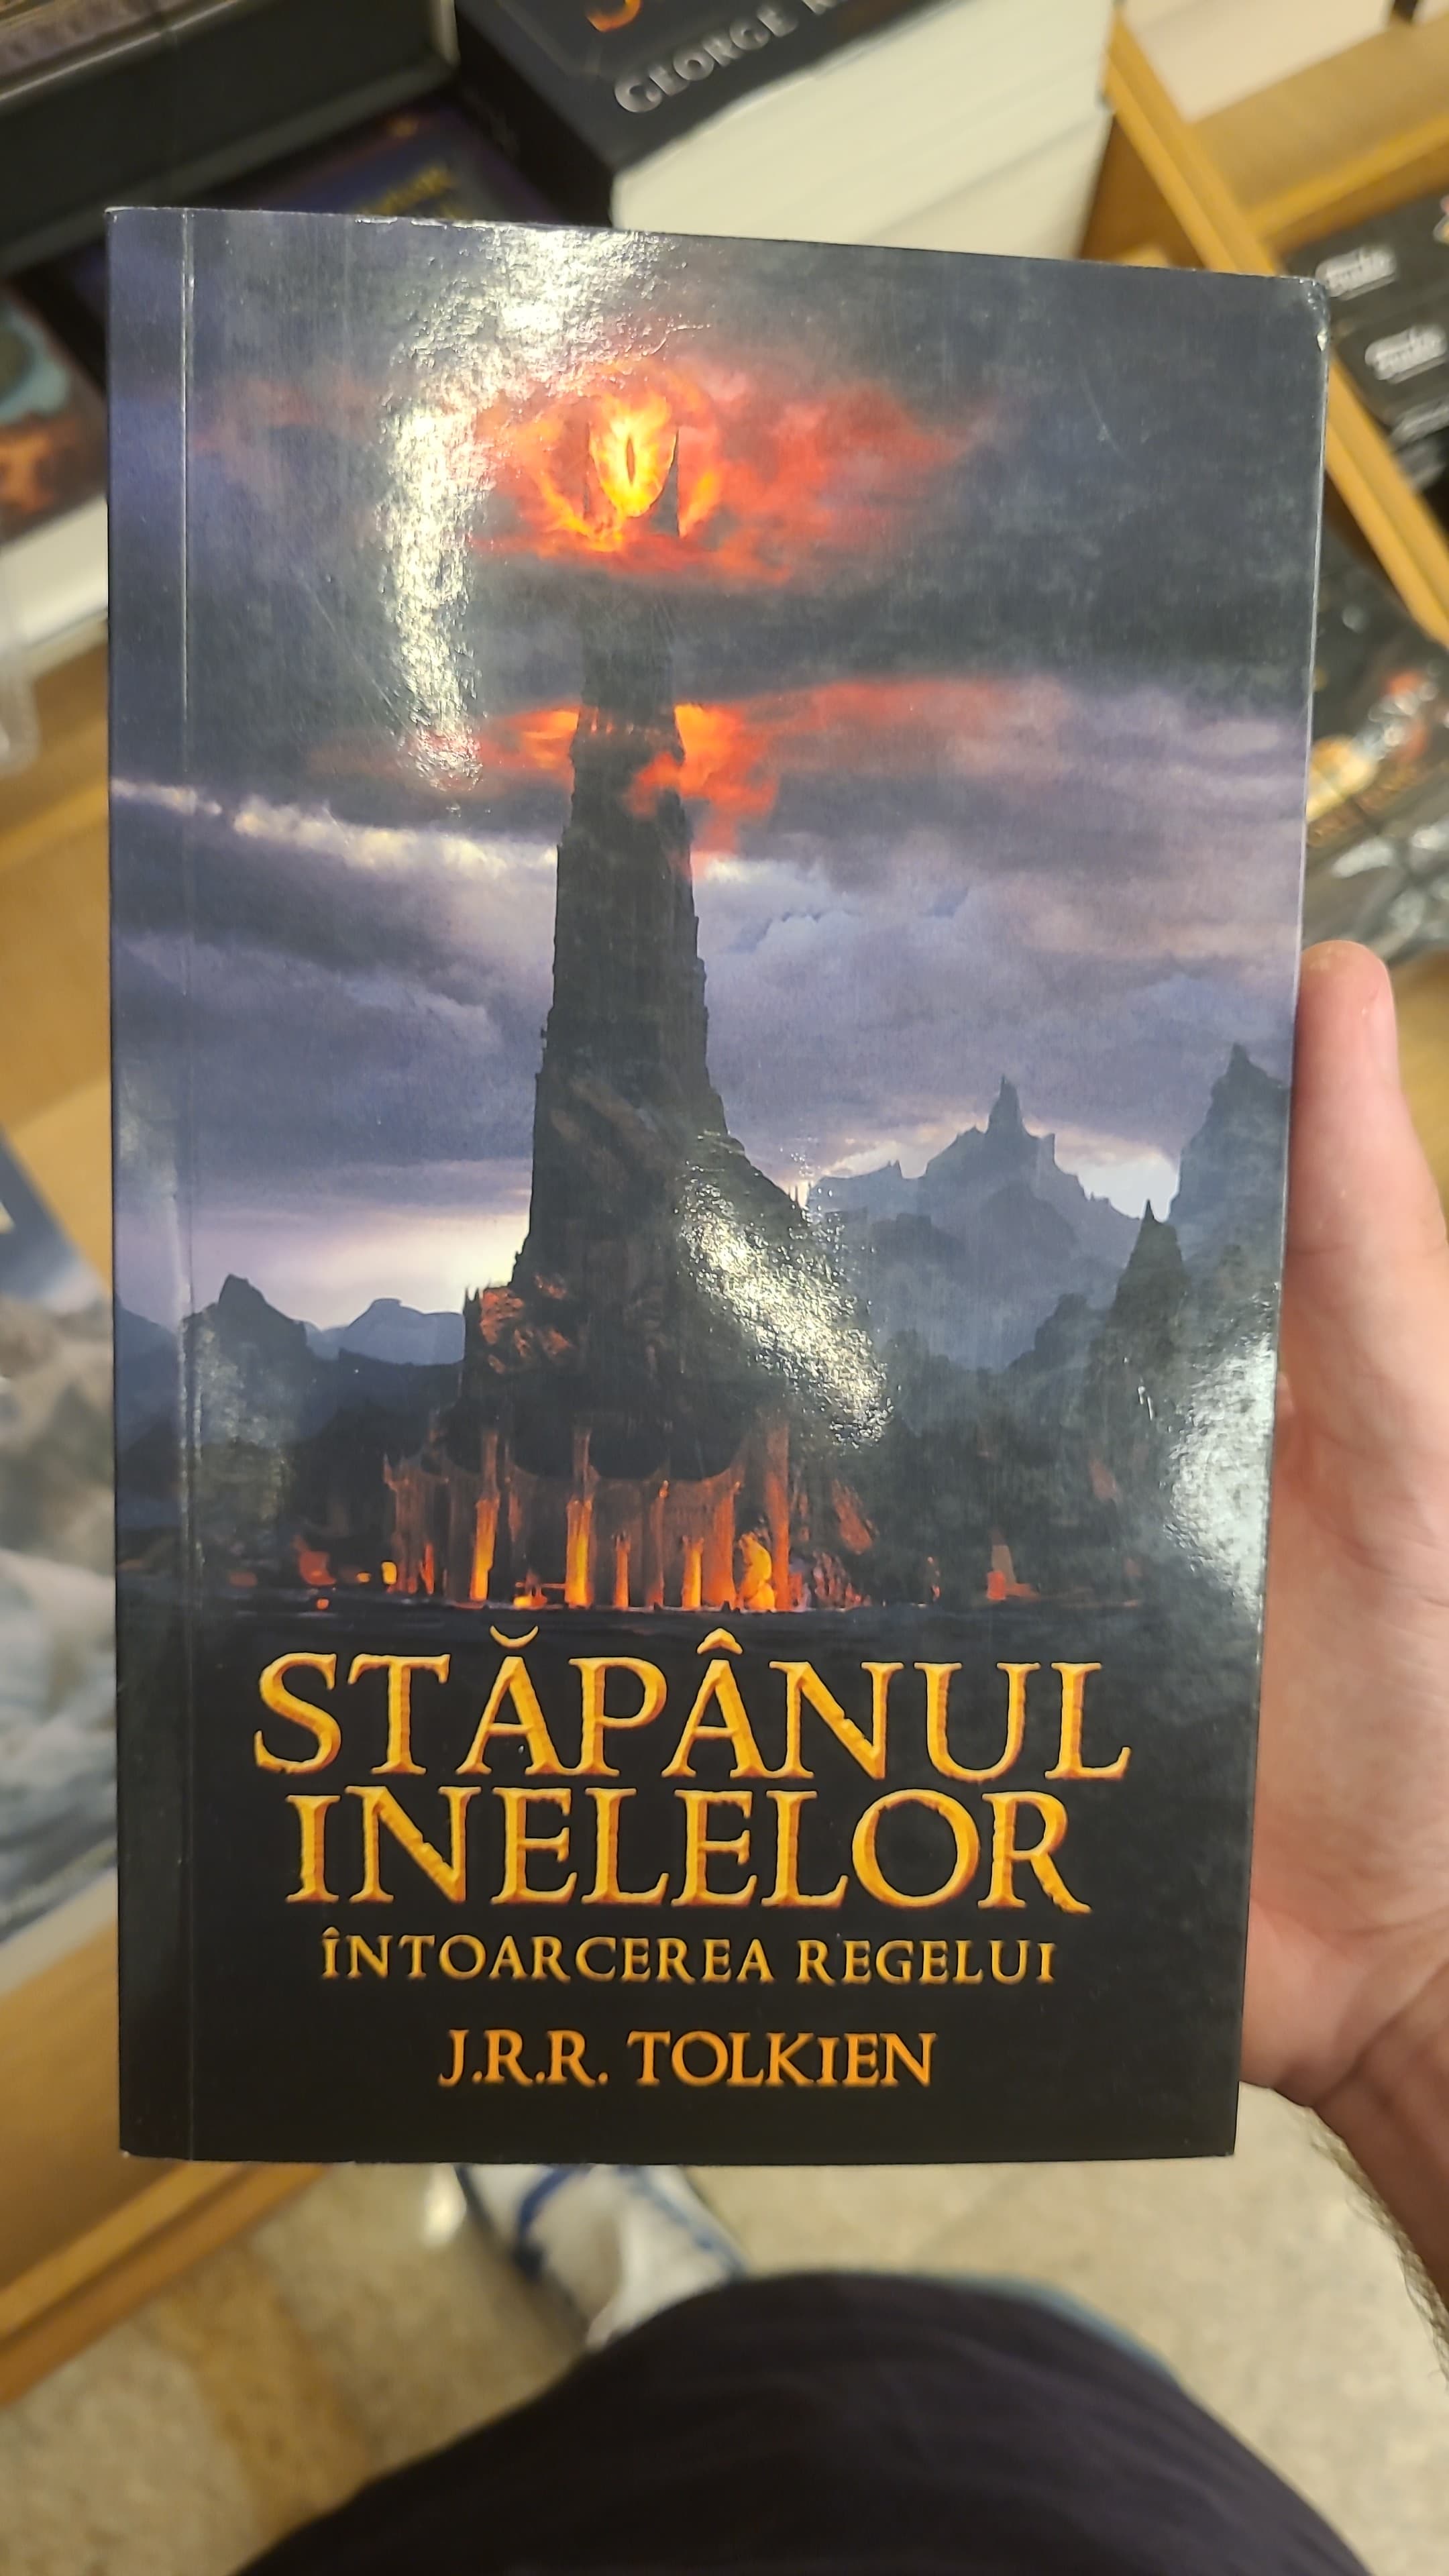 GEORGE R
STĂPÂNUL
INELELOR
ÎNTOARCEREA REGELUI
J.R.R. TOLKIEN